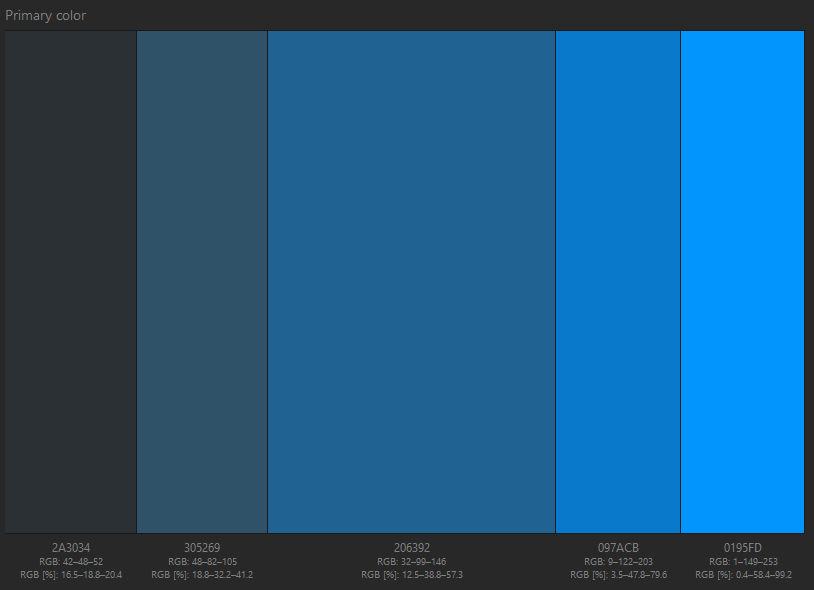 Primary color
2A3034
RGB: 42–48–52
RGB [%]: 16.5–18.8–20.4
305269
RGB: 48–82–105
RGB [%]: 18.8–32.2–41.2
206392
RGB: 32–99–146
RGB [%]: 12.5–38.8–57.3
097ACB
RGB: 9–122–203
RGB [%]: 3.5–47.8–79.6
0195FD
RGB: 1–149–253
RGB [%]: 0.4–58.4–99.2